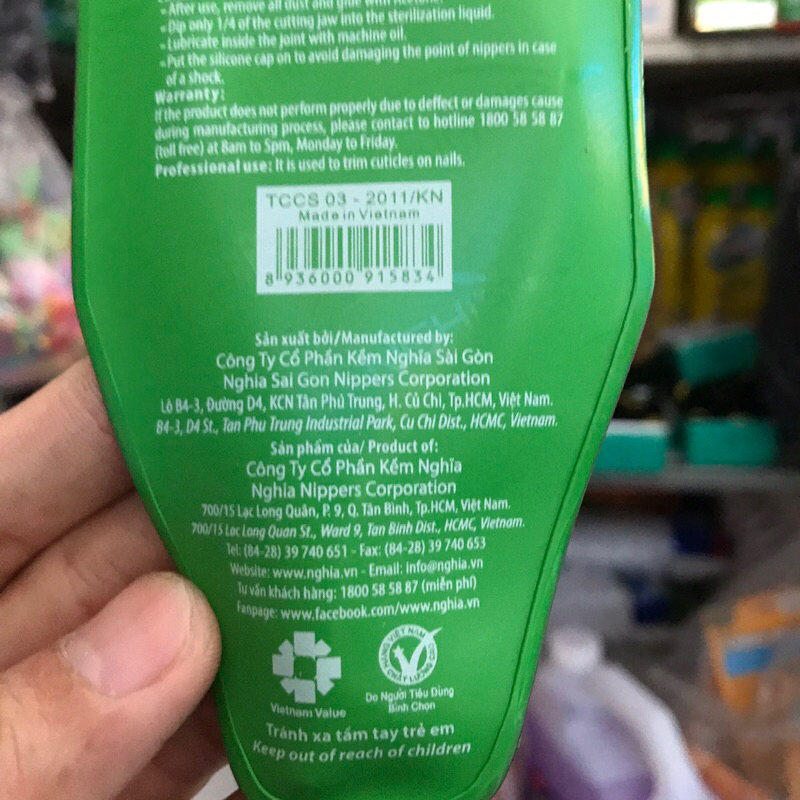 - After use, remove all dust and glue with Acetone.
- Dip only 1/4 of the cutting jaw into the sterilization liquid.
- Lubricate inside the joint with machine oil.
- Put the silicone cap on to avoid damaging the point of nippers in case
of a shock.
Warranty:
If the product does not perform properly due to deffect or damages cause
during manufacturing process, please contact to hotline 1800 58 58 87
(toll free) at 8am to 5pm, Monday to Friday.
Professional use: It is used to trim cuticles on nails.
TCCS 03 - 2011/KN
Made in Vietnam
8 936000 915834
Sản xuất bởi/Manufactured by:
Công Ty Cổ Phần Kềm Nghĩa Sài Gòn
Nghia Sai Gon Nippers Corporation
Lô B4-3, Đường D4, KCN Tân Phú Trung, H. Củ Chi, Tp.HCM, Việt Nam.
B4-3, D4 St., Tan Phu Trung Industrial Park, Cu Chi Dist., HCMC, Vietnam.
Sản phẩm của/ Product of:
Công Ty Cổ Phần Kềm Nghĩa
Nghia Nippers Corporation
700/15 Lạc Long Quân, P. 9, Q. Tân Bình, Tp.HCM, Việt Nam.
700/15 Lac Long Quan St., Ward 9, Tan Binh Dist., HCMC, Vietnam.
Tel: (84-28) 39 740 651 - Fax: (84-28) 39 740 653
Website: www.nghia.vn - Email: info@nghia.vn
Tư vấn khách hàng: 1800 58 58 87 (miễn phí)
Fanpage: www.facebook.com/www.nghia.vn
Vietnam Value
HÀNG VIỆT NAM
CHẤT LƯỢNG CAO
Do Người Tiêu Dùng
Bình Chọn
Tránh xa tầm tay trẻ em
Keep out of reach of children